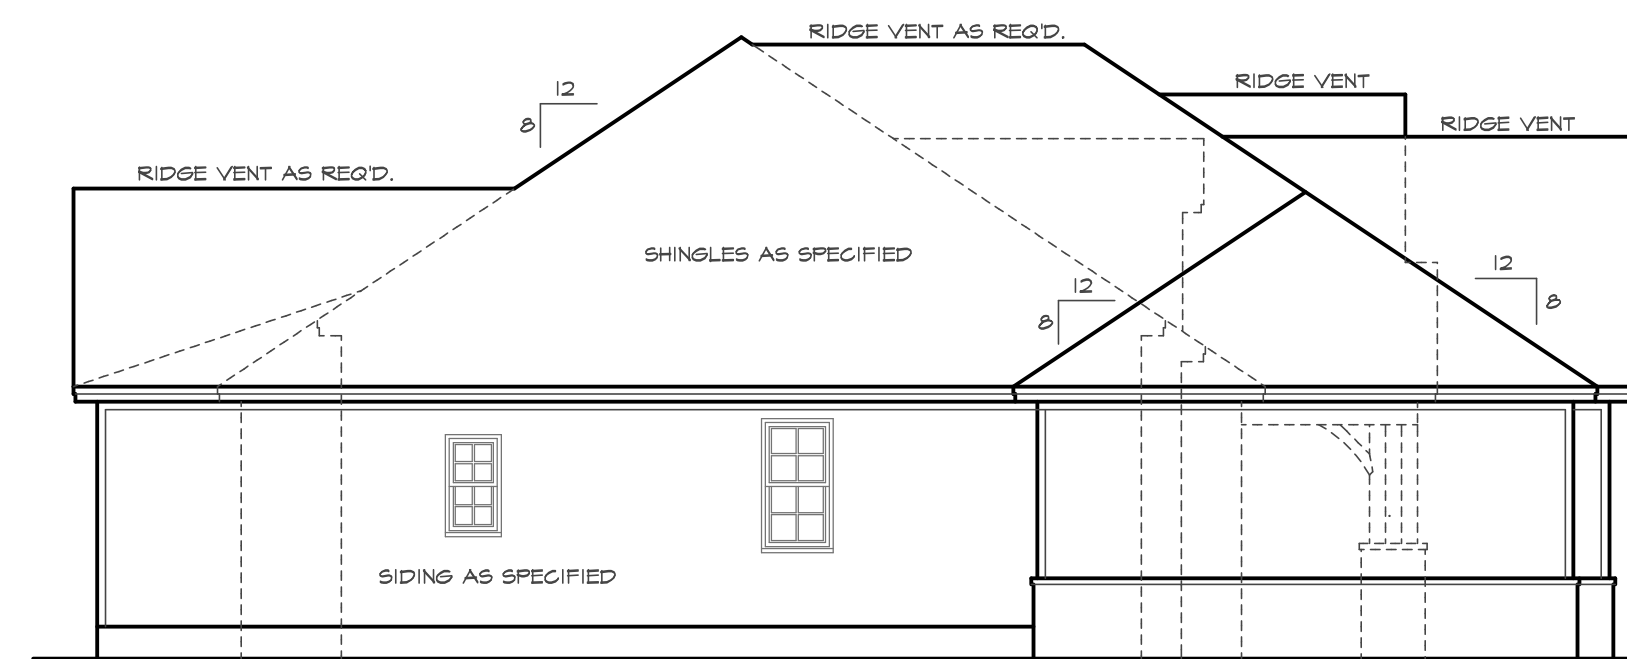 RIDGE VENT AS REQ'D.
RIDGE VENT
12
8
RIDGE VENT
RIDGE VENT AS REQ'D.
SHINGLES AS SPECIFIED
12
8
12
8
SIDING AS SPECIFIED